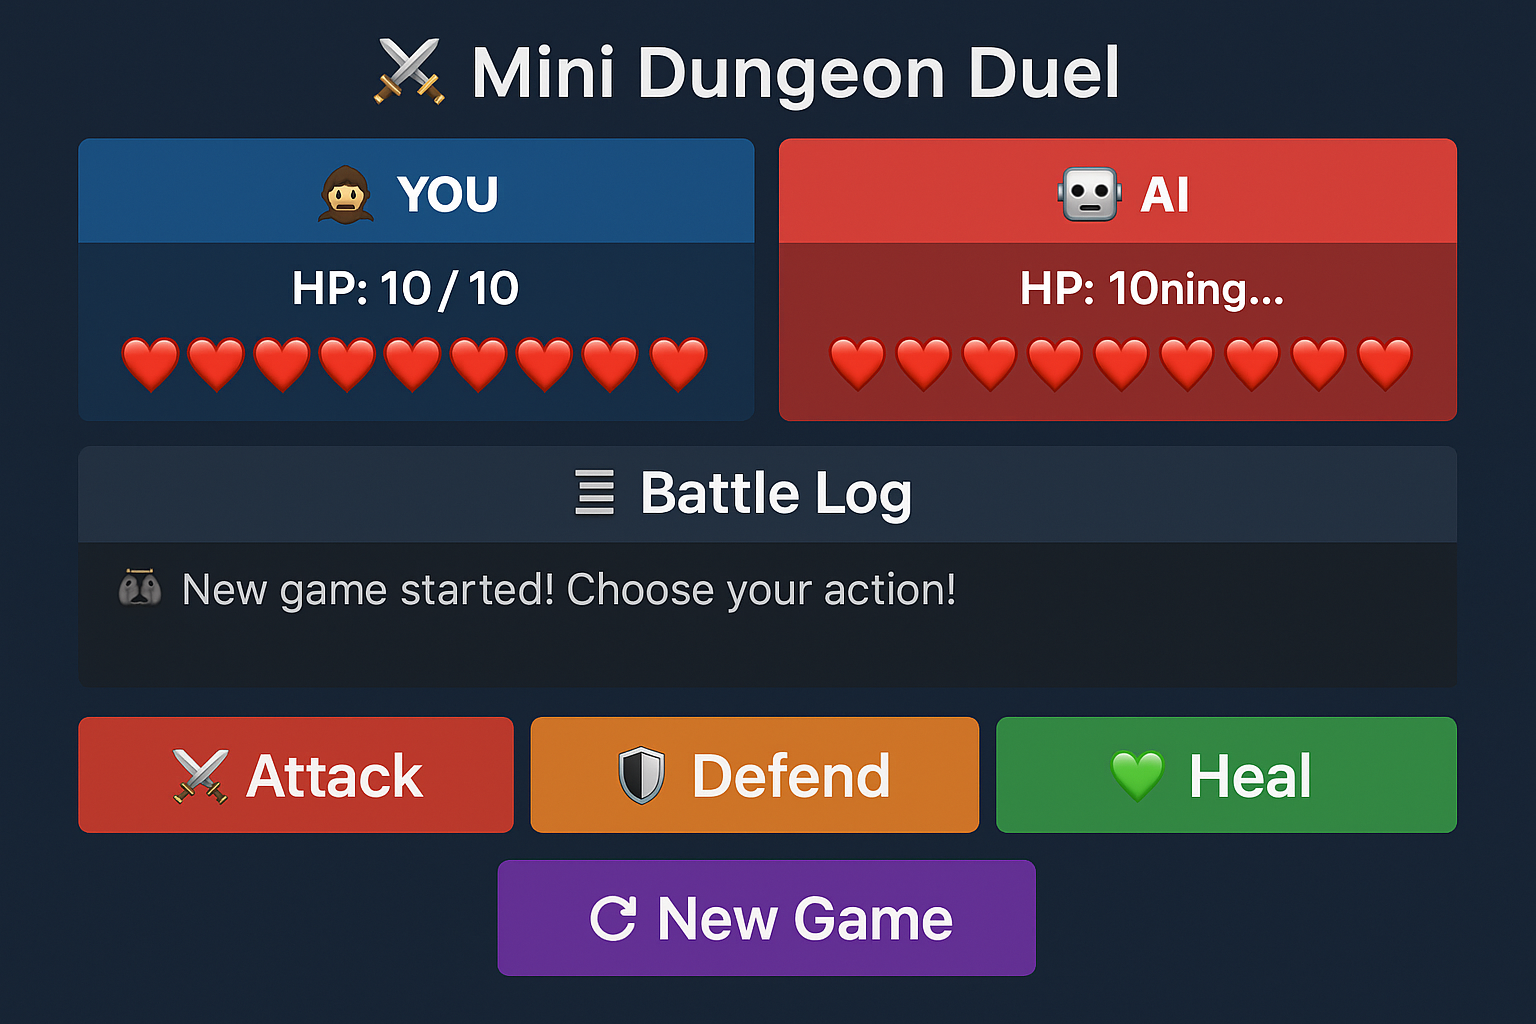 Mini Dungeon Duel
YOU
HP: 10 / 10
AI
HP: 10ning...
Battle Log
New game started! Choose your action!
Attack
Defend
Heal
New Game